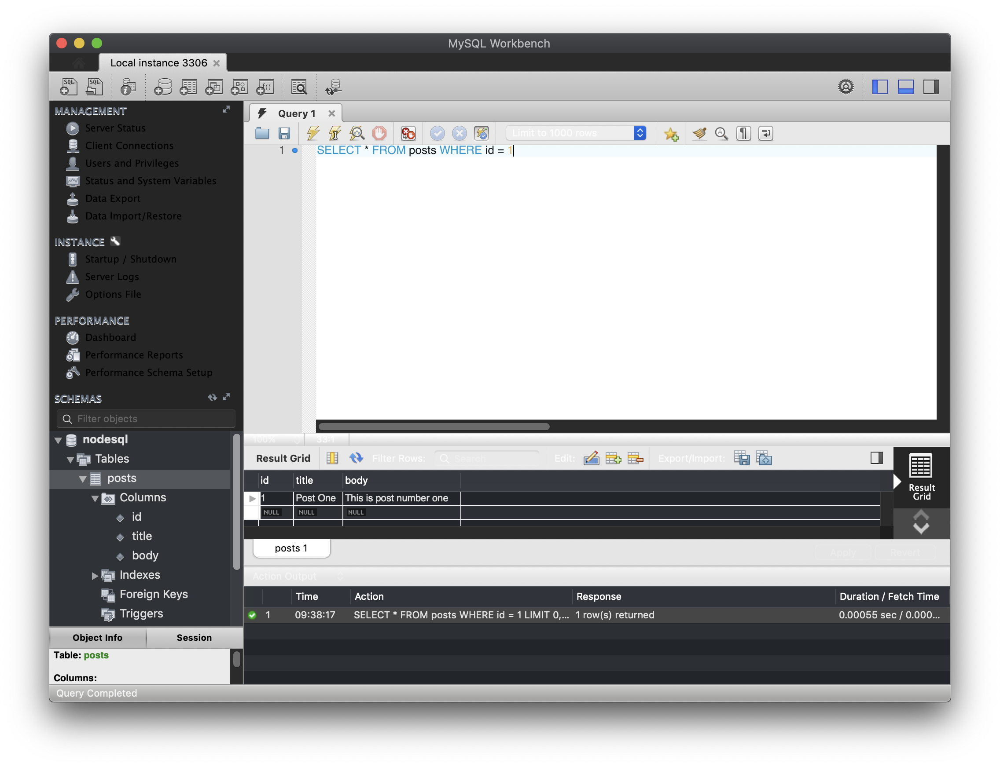 MySQL Workbench
Local instance 3306
SQL SQL
MANAGEMENT
Server Status
Client Connections
Users and Privileges
Status and System Variables
Data Export
Data Import/Restore
INSTANCE
Startup / Shutdown
Server Logs
Options File
PERFORMANCE
Dashboard
Performance Reports
Performance Schema Setup
SCHEMAS
Filter objects
nodesql
Tables
posts
Columns
id
title
body
Indexes
Foreign Keys
Triggers
Object Info Session
Table: posts
Columns:
Query Completed
Query 1
Limit to 1000 rows
1 SELECT * FROM posts WHERE id = 1
100% 33:1
Result Grid Filter Rows: Search Edit: Export/Import:
id title body
1 Post One This is post number one
NULL NULL NULL
Result
Grid
posts 1
Apply Revert
Action Output
Time Action Response Duration / Fetch Time
1 09:38:17 SELECT * FROM posts WHERE id = 1 LIMIT 0,... 1 row(s) returned 0.00055 sec / 0.000...